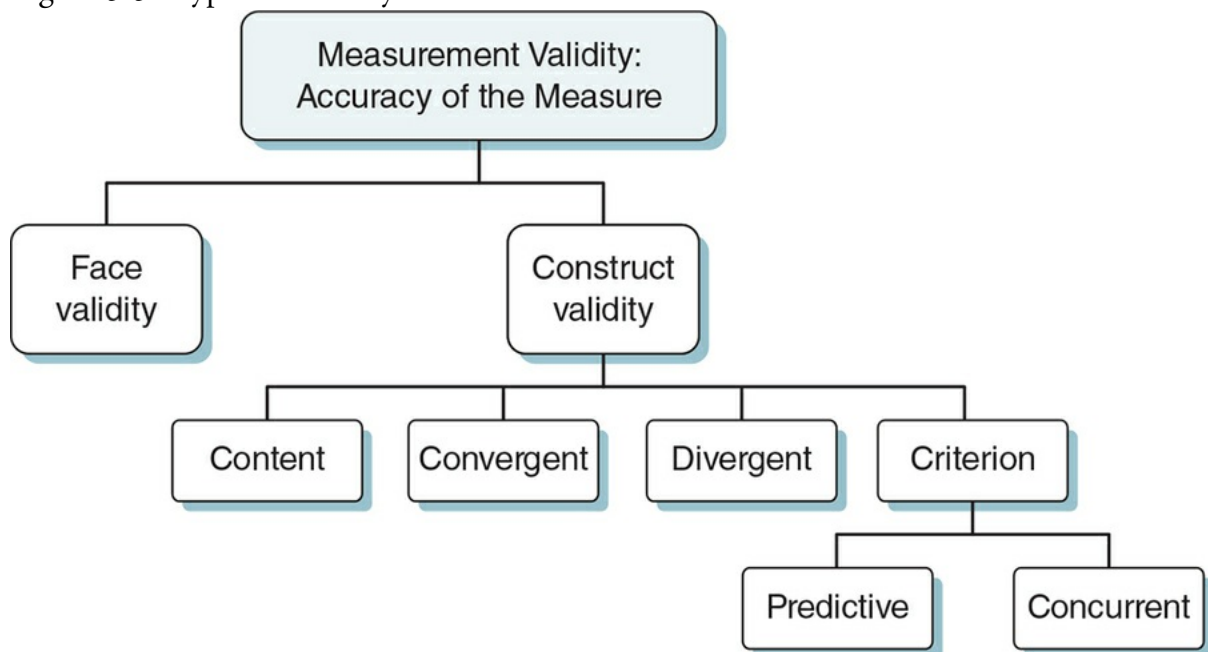 Measurement Validity:
Accuracy of the Measure
Face
validity
Construct
validity
Content
Convergent
Divergent
Criterion
Predictive
Concurrent